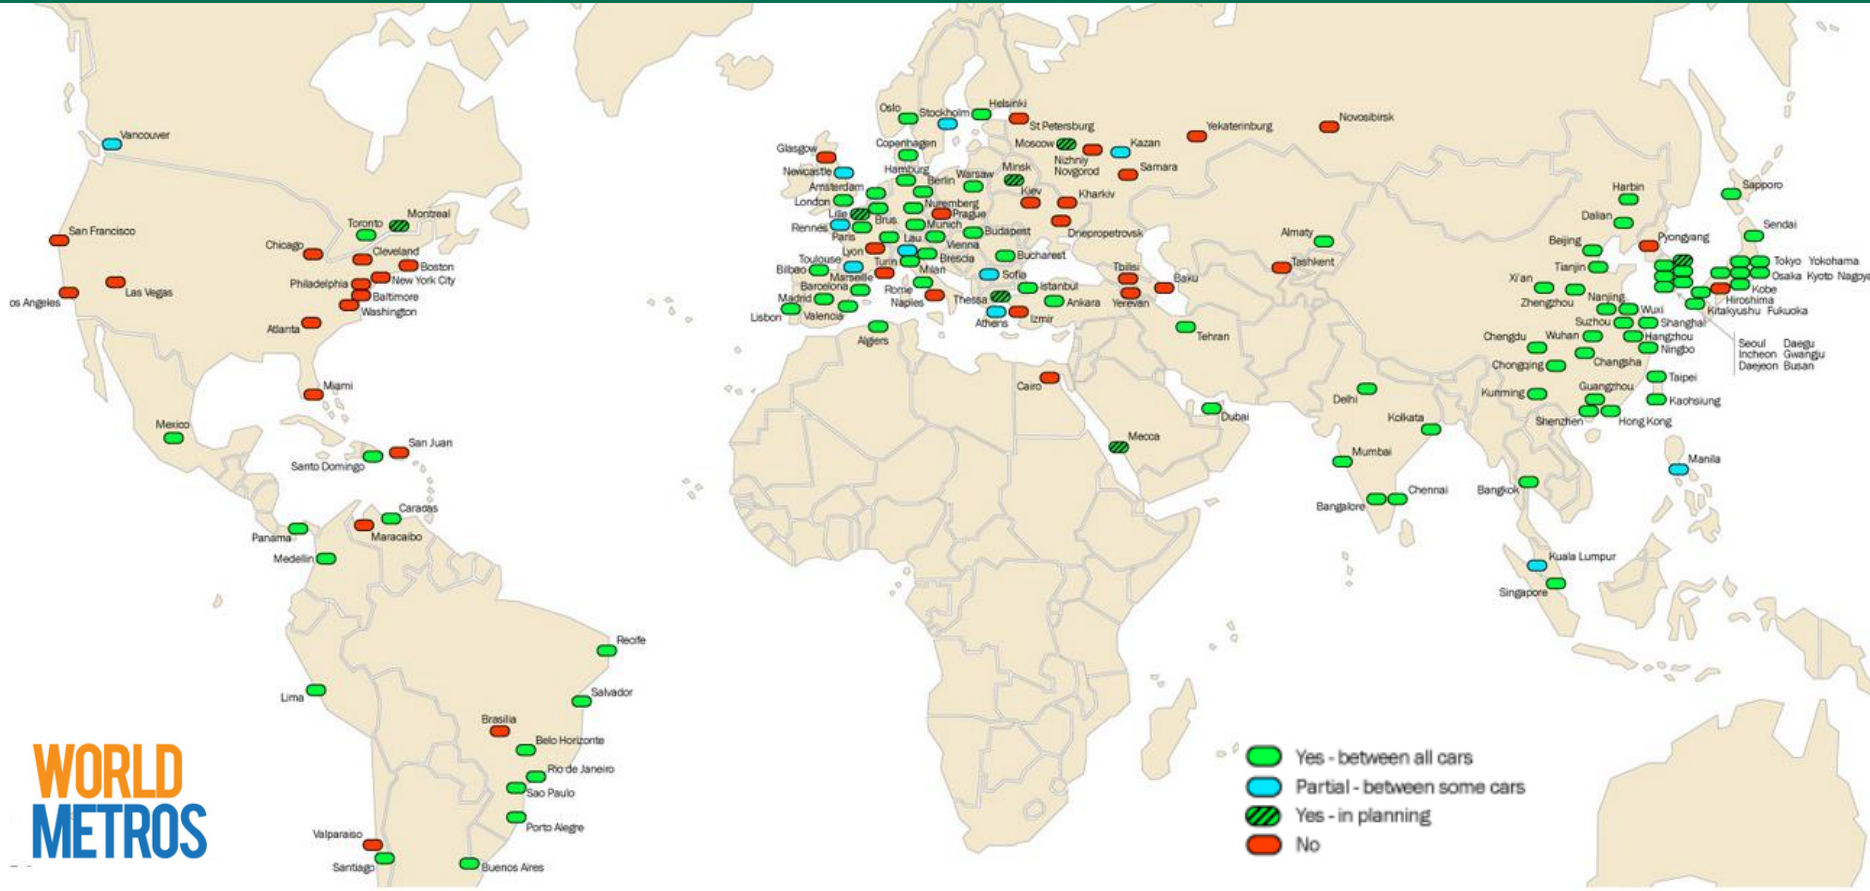 Vancouver
San Francisco
os Angeles
Las Vegas
Toronto
Montreal
Chicago
Cleveland
Boston
Philadelphia
New York City
Baltimore
Washington
Atlanta
Miami
Mexico
San Juan
Santo Domingo
Caracas
Maracaibo
Panama
Medellin
Recife
Lima
Salvador
Brasilia
Belo Horizonte
Rio de Janeiro
Sao Paulo
Porto Alegre
Valparaiso
Santiago
Buenos Aires
Oslo
Stockholm
Helsinki
St Petersburg
Glasgow
Copenhagen
Moscow
Nizhniy
Novgorod
Kazan
Samara
Yekaterinburg
Novosibirsk
Newcastle
Hamburg
Amsterdam
Berlin
Warsaw
Minsk
Kiev
Kharkiv
London
Lille
Brus.
Nuremberg
Prague
Rennes
Paris
Munich
Budapest
Dnepropetrovsk
Lau.
Vienna
Lyon
Toulouse
Turin
Brescia
Bucharest
Bilbao
Marseille
Milan
Sofia
Barcelona
Rome
Istanbul
Madrid
Naples
Thessa
Ankara
Lisbon
Valencia
Athens
Izmir
Algiers
Tbilisi
Baku
Yerevan
Tehran
Cairo
Mecca
Dubai
Almaty
Tashkent
Delhi
Kolkata
Mumbai
Bangalore
Chennai
Harbin
Dalian
Beijing
Pyongyang
Tianjin
Xi'an
Zhengzhou
Nanjing
Wuxi
Suzhou
Shanghai
Chengdu
Wuhan
Hangzhou
Ningbo
Chongqing
Changsha
Kunming
Guangzhou
Taipei
Kaohsiung
Shenzhen
Hong Kong
Sapporo
Sendai
Tokyo Yokohama
Osaka Kyoto Nagoya
Kobe
Hiroshima
Kitakyushu Fukuoka
Seoul Daegu
Incheon Gwangju
Daejeon Busan
Manila
Bangkok
Kuala Lumpur
Singapore
WORLD
METROS
Yes - between all cars
Partial - between some cars
Yes - in planning
No